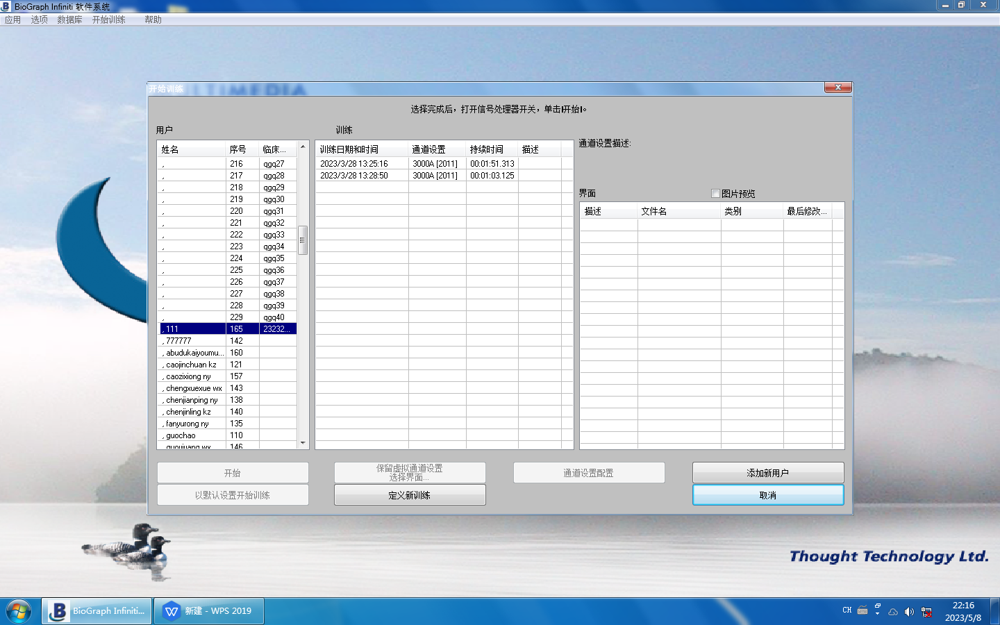 BioGraph Infiniti 软件系统
应用 选项 数据库 开始训练 帮助
开始训练
选择完成后，打开信号处理器开关，单击I开始I。
用户 训练
通道设置描述:
姓名 序号 临床...
训练日期和时间 通道设置 持续时间 描述
, 216 qgq27
2023/3/28 13:25:16 3000A [2011] 00:01:51.313
, 217 qgq28
2023/3/28 13:28:50 3000A [2011] 00:01:03.125
, 218 qgq29
, 219 qgq30
, 220 qgq31
, 221 qgq32
, 222 qgq33
, 223 qgq34
, 224 qgq35
, 225 qgq36
, 226 qgq37
, 227 qgq38
, 228 qgq39
, 229 qgq40
, 111 165 23232...
, 777777 142
, abudukaiyoumu... 160
, caojinchuan kz 121
, caozixiong ny 157
, chengxuexue wx 143
, chenjianping ny 138
, chenjinling kz 140
, fanyurong ny 135
, guochao 110
界面 图片预览
描述 文件名 类别 最后修改...
开始
保留虚拟通道设置
选择界面...
通道设置配置
添加新用户
以默认设置开始训练
定义新训练
取消
Thought Technology Ltd.
BioGraph Infiniti...
新建 - WPS 2019
CH
22:16
2023/5/8